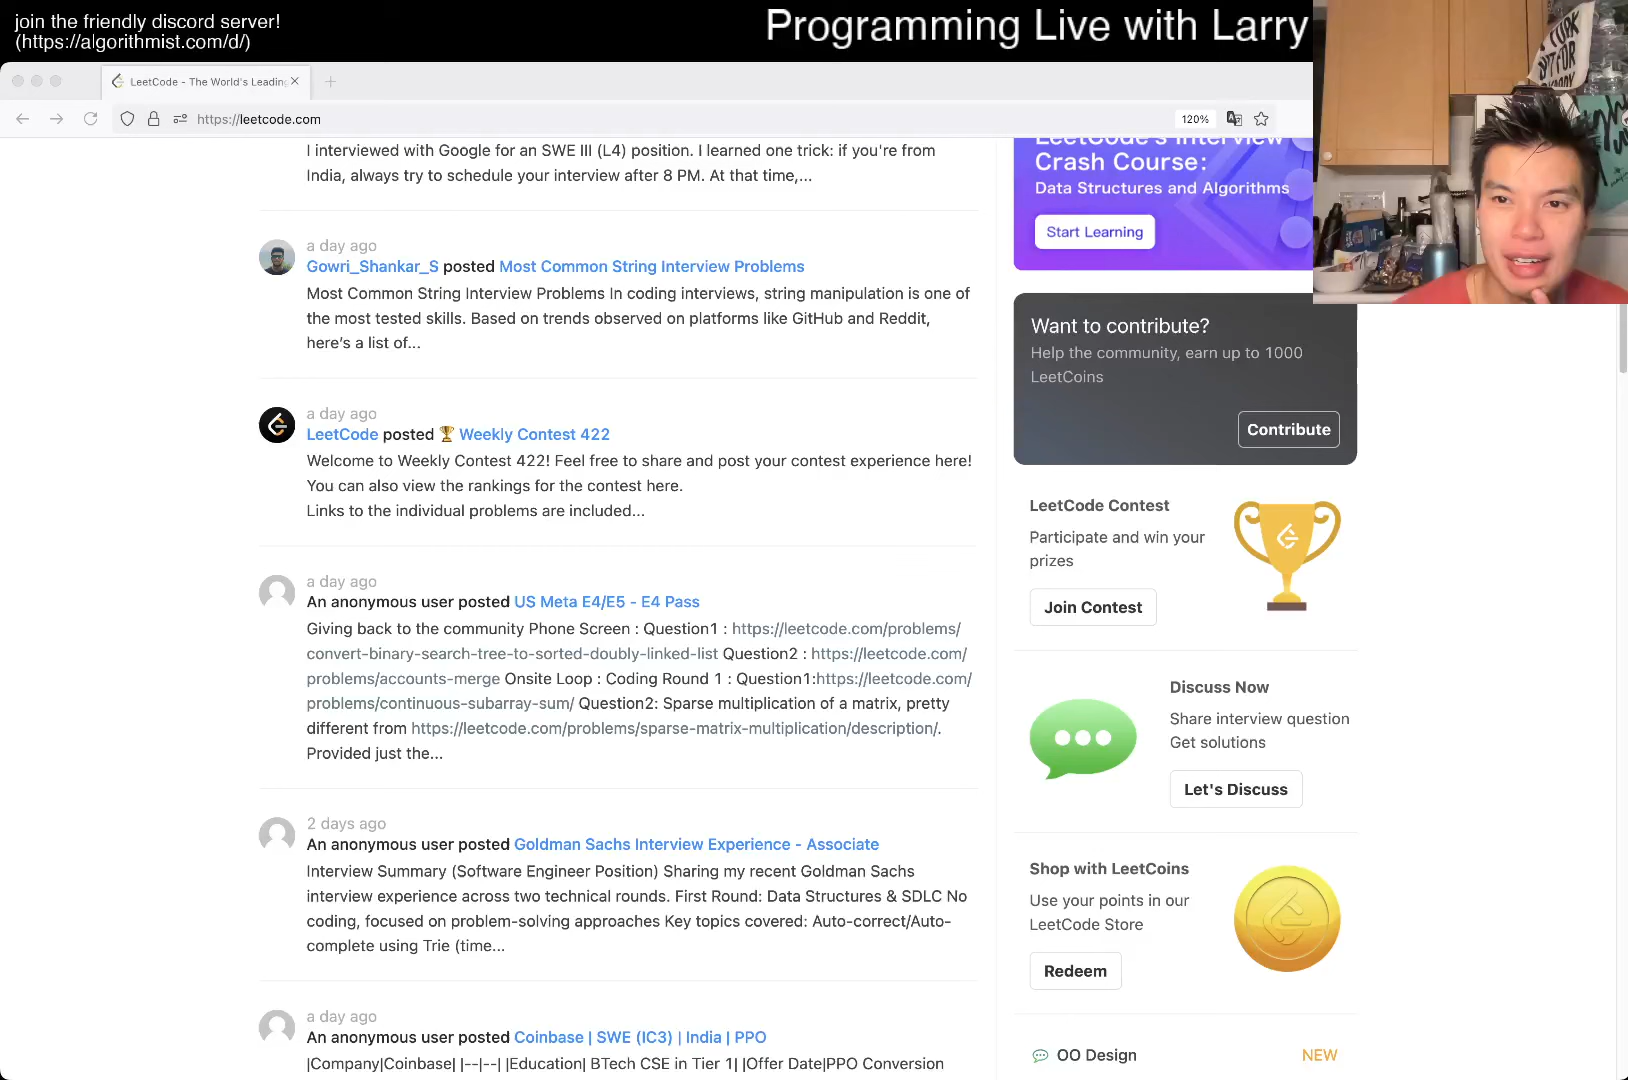 join the friendly discord server!
(https://algorithmist.com/d/)
Programming Live with Larry
LeetCode - The World's Leading
https://leetcode.com
120%
I interviewed with Google for an SWE III (L4) position. I learned one trick: if you're from
India, always try to schedule your interview after 8 PM. At that time,...
a day ago
Gowri_Shankar_S posted Most Common String Interview Problems
Most Common String Interview Problems In coding interviews, string manipulation is one of
the most tested skills. Based on trends observed on platforms like GitHub and Reddit,
here's a list of...
a day ago
LeetCode posted 🏆 Weekly Contest 422
Welcome to Weekly Contest 422! Feel free to share and post your contest experience here!
You can also view the rankings for the contest here.
Links to the individual problems are included...
a day ago
An anonymous user posted US Meta E4/E5 - E4 Pass
Giving back to the community Phone Screen : Question1 : https://leetcode.com/problems/
convert-binary-search-tree-to-sorted-doubly-linked-list Question2 : https://leetcode.com/
problems/accounts-merge Onsite Loop : Coding Round 1 : Question1:https://leetcode.com/
problems/continuous-subarray-sum/ Question2: Sparse multiplication of a matrix, pretty
different from https://leetcode.com/problems/sparse-matrix-multiplication/description/.
Provided just the...
2 days ago
An anonymous user posted Goldman Sachs Interview Experience - Associate
Interview Summary (Software Engineer Position) Sharing my recent Goldman Sachs
interview experience across two technical rounds. First Round: Data Structures & SDLC No
coding, focused on problem-solving approaches Key topics covered: Auto-correct/Auto-
complete using Trie (time...
a day ago
An anonymous user posted Coinbase | SWE (IC3) | India | PPO
|Company|Coinbase| |--|--| |Education| BTech CSE in Tier 1| |Offer Date|PPO Conversion
LeetCode's Interview
Crash Course:
Data Structures and Algorithms
Start Learning
Want to contribute?
Help the community, earn up to 1000
LeetCoins
Contribute
LeetCode Contest
Participate and win your
prizes
Join Contest
Discuss Now
Share interview question
Get solutions
Let's Discuss
Shop with LeetCoins
Use your points in our
LeetCode Store
Redeem
OO Design
NEW